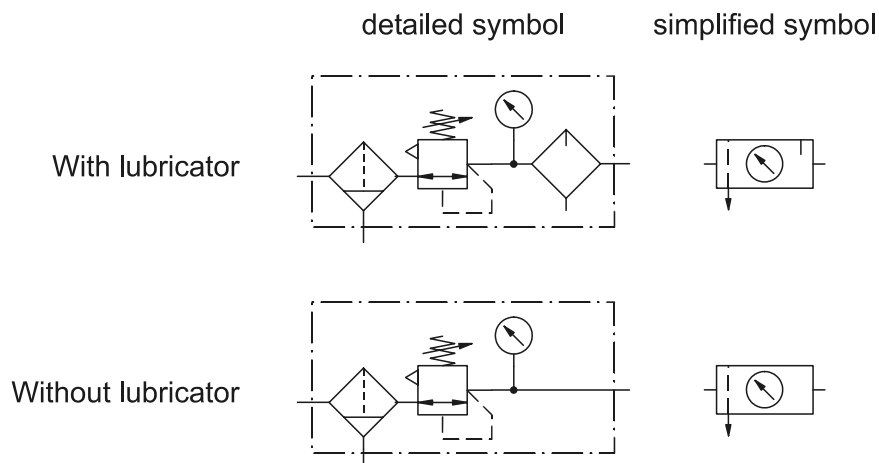 detailed symbol simplified symbol
With lubricator
Without lubricator